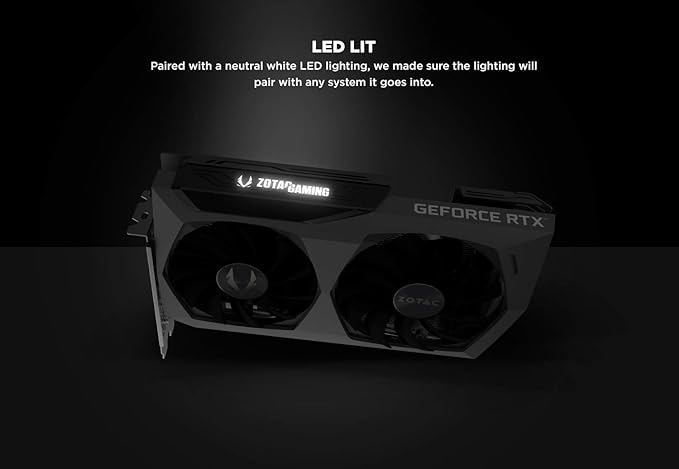 LED LIT
Paired with a neutral white LED lighting, we made sure the lighting will
pair with any system it goes into.
ZOTAC GAMING
GEFORCE RTX
ZOTAC